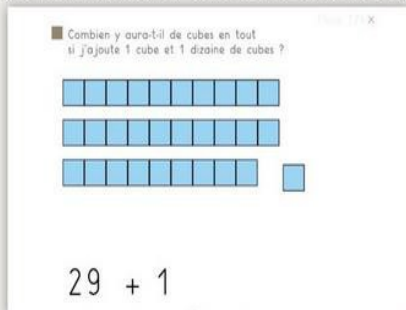 Combien y aura-t-il de cubes en tout
si j'ajoute 1 cube et 1 dizaine de cubes ?
29 + 1